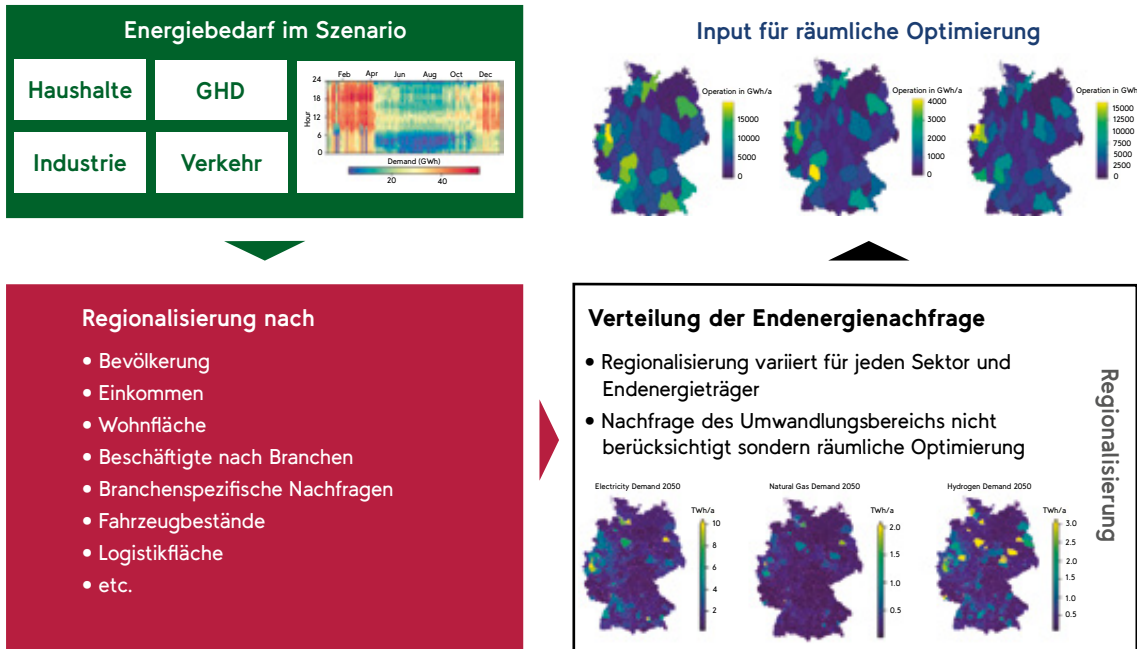 Energiebedarf im Szenario
Haushalte
GHD
Industrie
Verkehr
Feb Apr Jun Aug Oct Dec
24
18
12
6
0
Hour
Demand (GWh)
20 40
Input für räumliche Optimierung
Operation in GWh/a
15000
10000
5000
0
Operation in GWh/a
4000
3000
2000
1000
0
Operation in GWh/a
15000
12500
10000
7500
5000
2500
0
Regionalisierung nach
• Bevölkerung
• Einkommen
• Wohnfläche
• Beschäftigte nach Branchen
• Branchenspezifische Nachfragen
• Fahrzeugbestände
• Logistikfläche
• etc.
Verteilung der Endenergienachfrage
• Regionalisierung variiert für jeden Sektor und
Endenergieträger
• Nachfrage des Umwandlungsbereichs nicht
berücksichtigt sondern räumliche Optimierung
Regionalisierung
Electricity Demand 2050
TWh/a
10
8
6
4
2
Natural Gas Demand 2050
TWh/a
2.0
1.5
1.0
0.5
Hydrogen Demand 2050
TWh/a
3.0
2.5
2.0
1.5
1.0
0.5